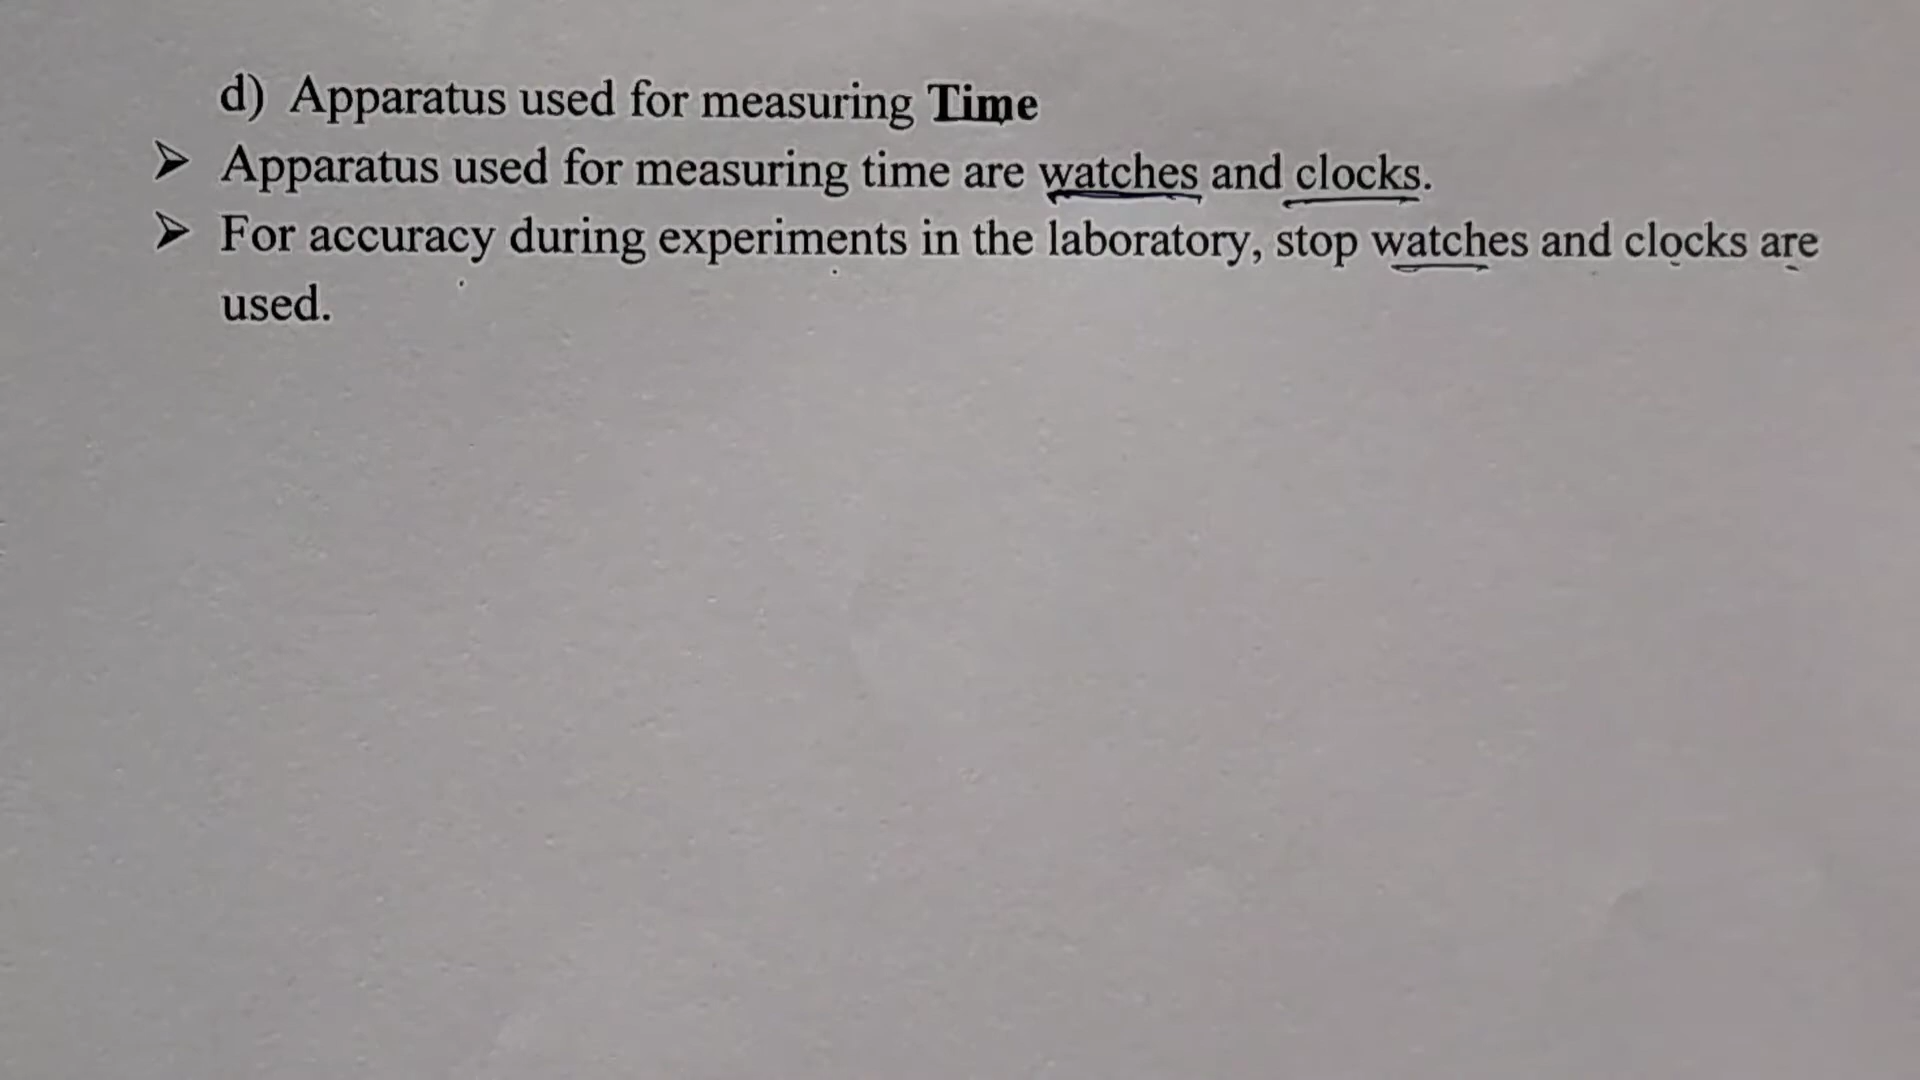 d) Apparatus used for measuring Time
➤ Apparatus used for measuring time are watches and clocks.
➤ For accuracy during experiments in the laboratory, stop watches and clocks are
used.